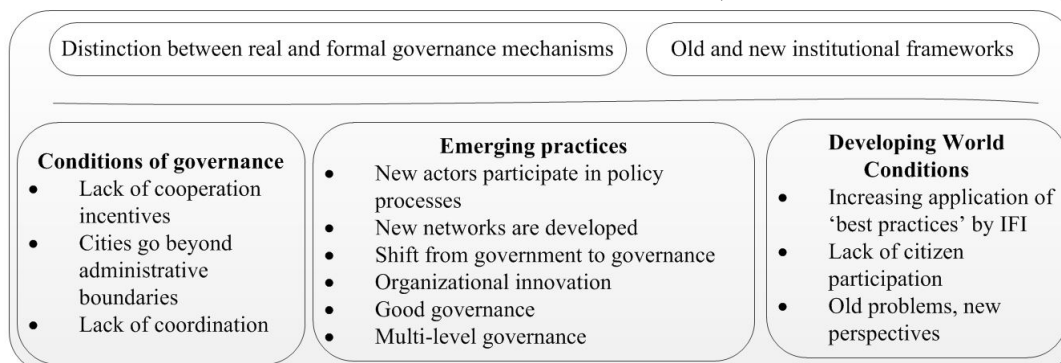 Distinction between real and formal governance mechanisms
Old and new institutional frameworks
Conditions of governance
• Lack of cooperation
incentives
• Cities go beyond
administrative
boundaries
• Lack of coordination
Emerging practices
• New actors participate in policy
processes
• New networks are developed
• Shift from government to governance
• Organizational innovation
• Good governance
• Multi-level governance
Developing World
Conditions
• Increasing application of
‘best practices’ by IFI
• Lack of citizen
participation
• Old problems, new
perspectives